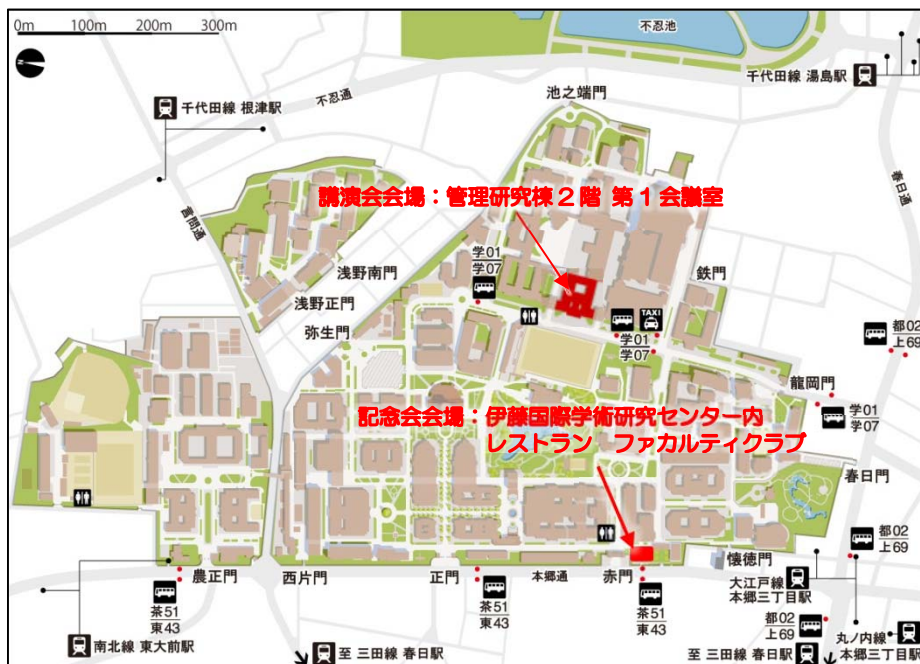 0m 100m 200m 300m
不忍池
千代田線 湯島駅
千代田線 根津駅
不忍通
池之端門
春日通
言問通
講演会会場：管理研究棟２階 第１会議室
学01
学07
浅野南門
鉄門
浅野正門
TAXI
弥生門
学01
学07
都02
上69
龍岡門
記念会会場：伊藤国際学術研究センター内
レストラン ファカルティクラブ
学01
学07
春日門
都02
上69
懐徳門
農正門
西片門
正門
本郷通
赤門
大江戸線
本郷三丁目駅
茶51
東43
茶51
東43
茶51
東43
都02
上69
丸ノ内線
本郷三丁目駅
南北線 東大前駅
至 三田線 春日駅
至 三田線 春日駅